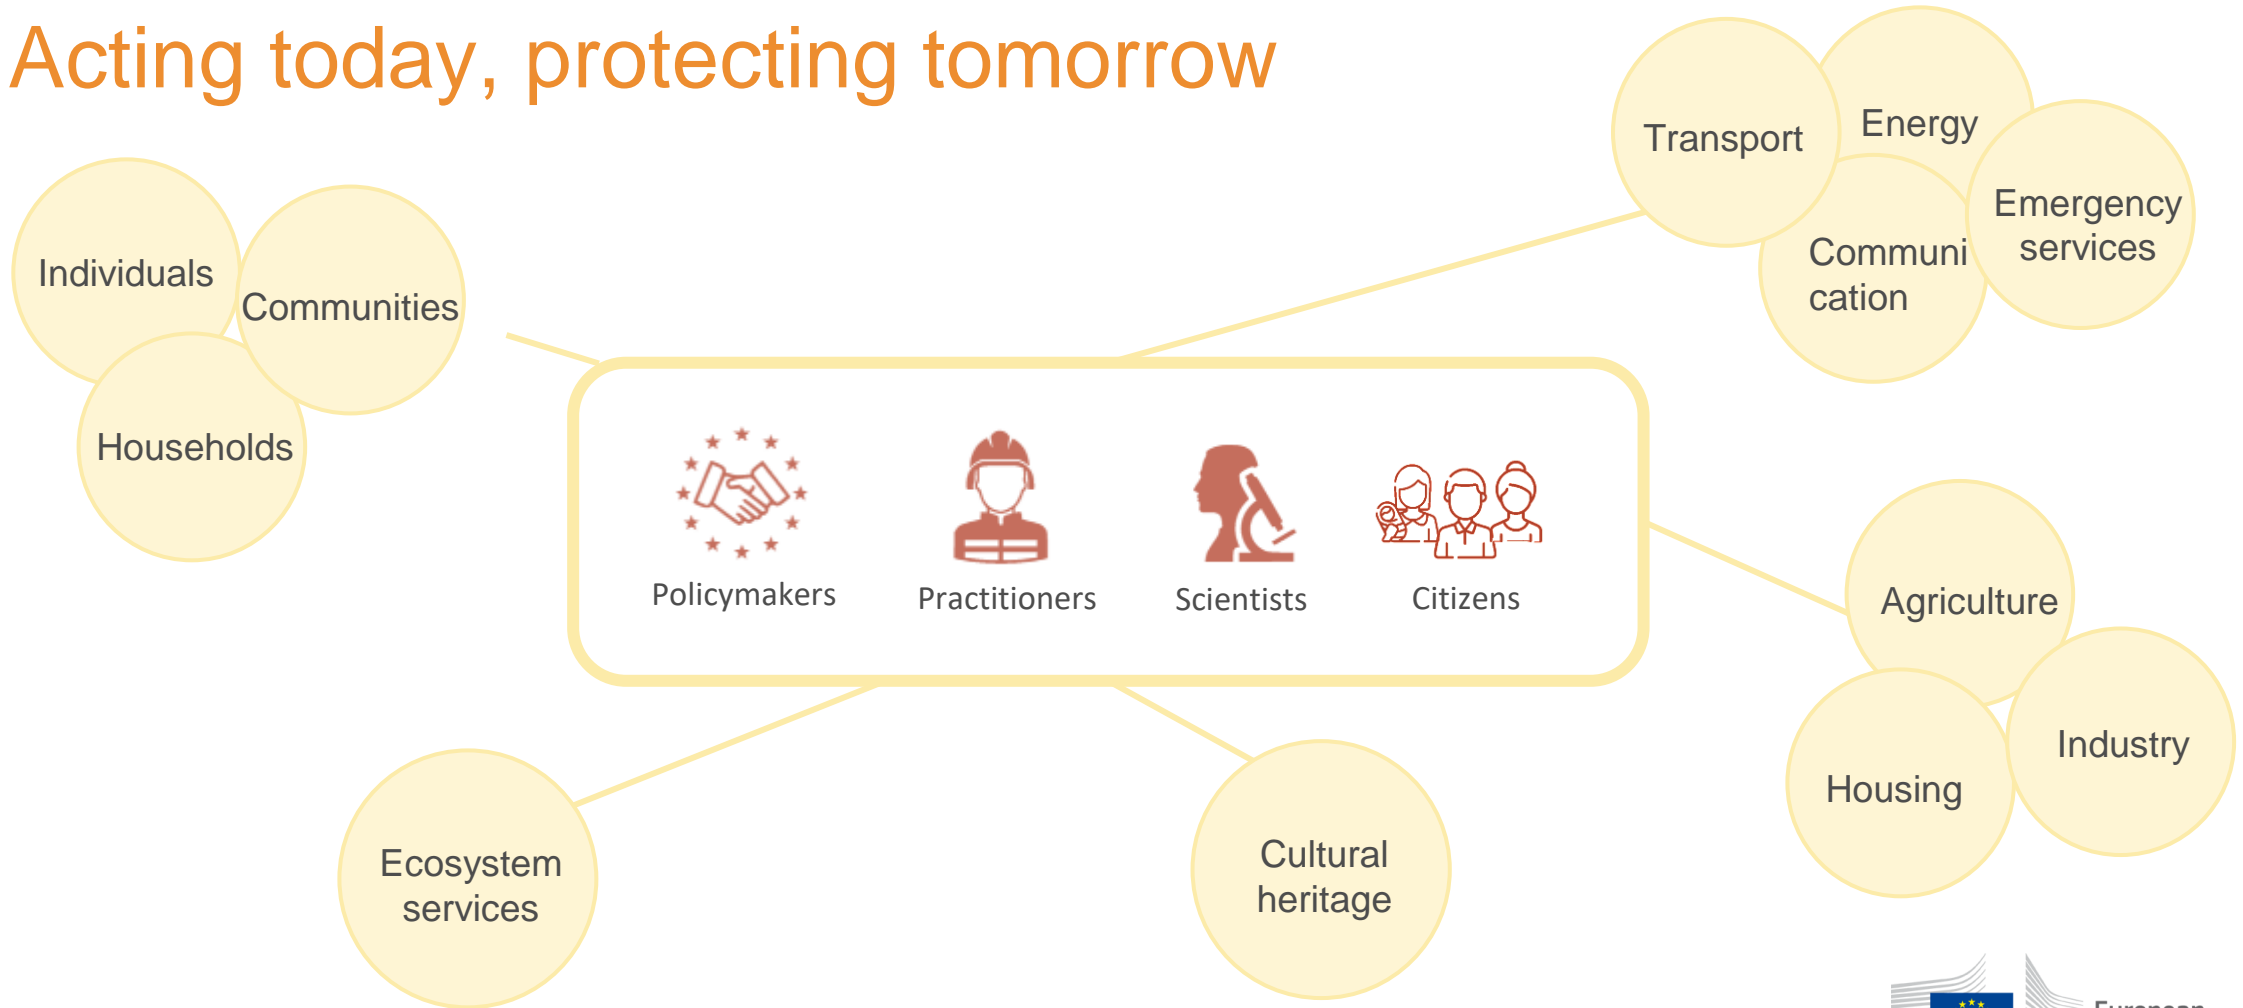 Acting today, protecting tomorrow
Individuals
Communities
Households
Transport
Energy
Emergency
services
Communi
cation
Policymakers
Practitioners
Scientists
Citizens
Agriculture
Industry
Housing
Ecosystem
services
Cultural
heritage
European